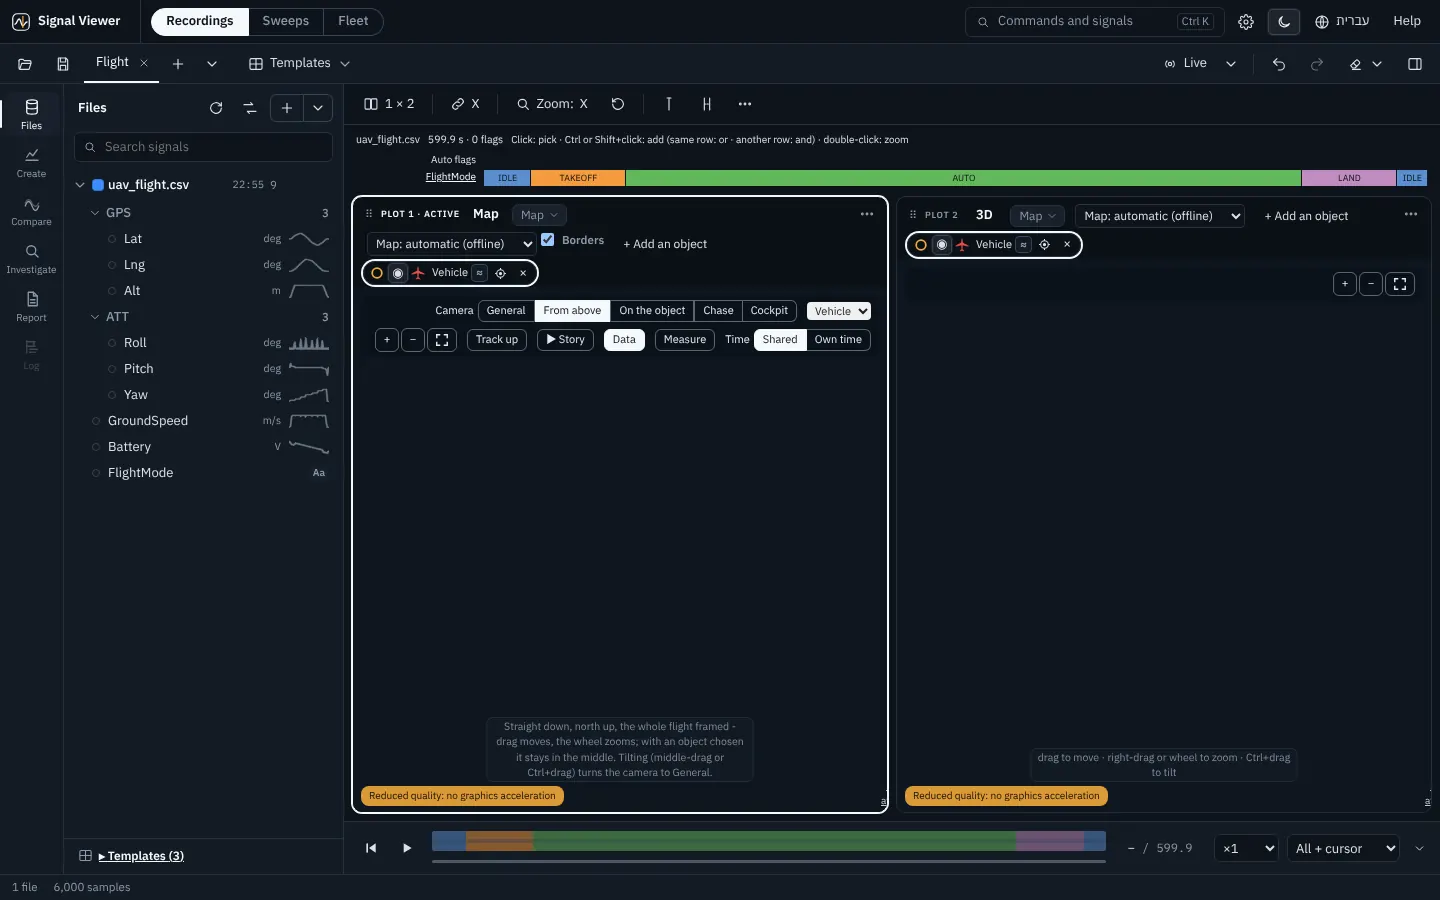 Signal Viewer
Recordings Sweeps Fleet
Commands and signals Ctrl K
עברית
Help
Flight × +
Templates
Live
Files
Search signals
Files
Create
Compare
Investigate
Report
Log
uav_flight.csv 22:55 9
GPS 3
Lat deg
Lng deg
Alt m
ATT 3
Roll deg
Pitch deg
Yaw deg
GroundSpeed m/s
Battery V
FlightMode Aa
▸ Templates (3)
1 × 2 X Zoom: X
uav_flight.csv 599.9 s · 0 flags Click: pick · Ctrl or Shift+click: add (same row: or · another row: and) · double-click: zoom
Auto flags
FlightMode IDLE TAKEOFF AUTO LAND IDLE
PLOT 1 · ACTIVE Map Map
Map: automatic (offline) Borders + Add an object
Vehicle ≈ ×
Camera General From above On the object Chase Cockpit Vehicle
+ − Track up ▶ Story Data Measure Time Shared Own time
Straight down, north up, the whole flight framed -
drag moves, the wheel zooms; with an object chosen
it stays in the middle. Tilting (middle-drag or
Ctrl+drag) turns the camera to General.
Reduced quality: no graphics acceleration
a
PLOT 2 3D Map Map: automatic (offline) + Add an object
Vehicle ≈ ×
+ −
drag to move · right-drag or wheel to zoom · Ctrl+drag
to tilt
Reduced quality: no graphics acceleration
a
– / 599.9 ×1 All + cursor
1 file 6,000 samples